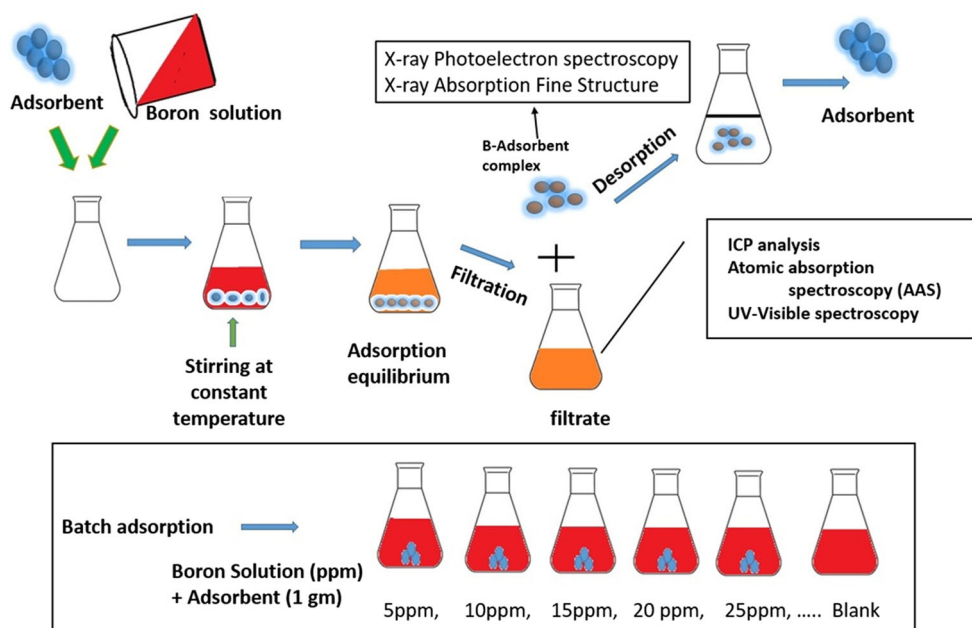 Adsorbent
Boron solution
X-ray Photoelectron spectroscopy
X-ray Absorption Fine Structure
B-Adsorbent
complex
Desorption
Adsorbent
Filtration
ICP analysis
Atomic absorption
spectroscopy (AAS)
UV-Visible spectroscopy
Stirring at
constant
temperature
Adsorption
equilibrium
+
filtrate
Batch adsorption
Boron Solution (ppm)
+ Adsorbent (1 gm)
5ppm, 10ppm, 15ppm, 20 ppm, 25ppm, ..... Blank